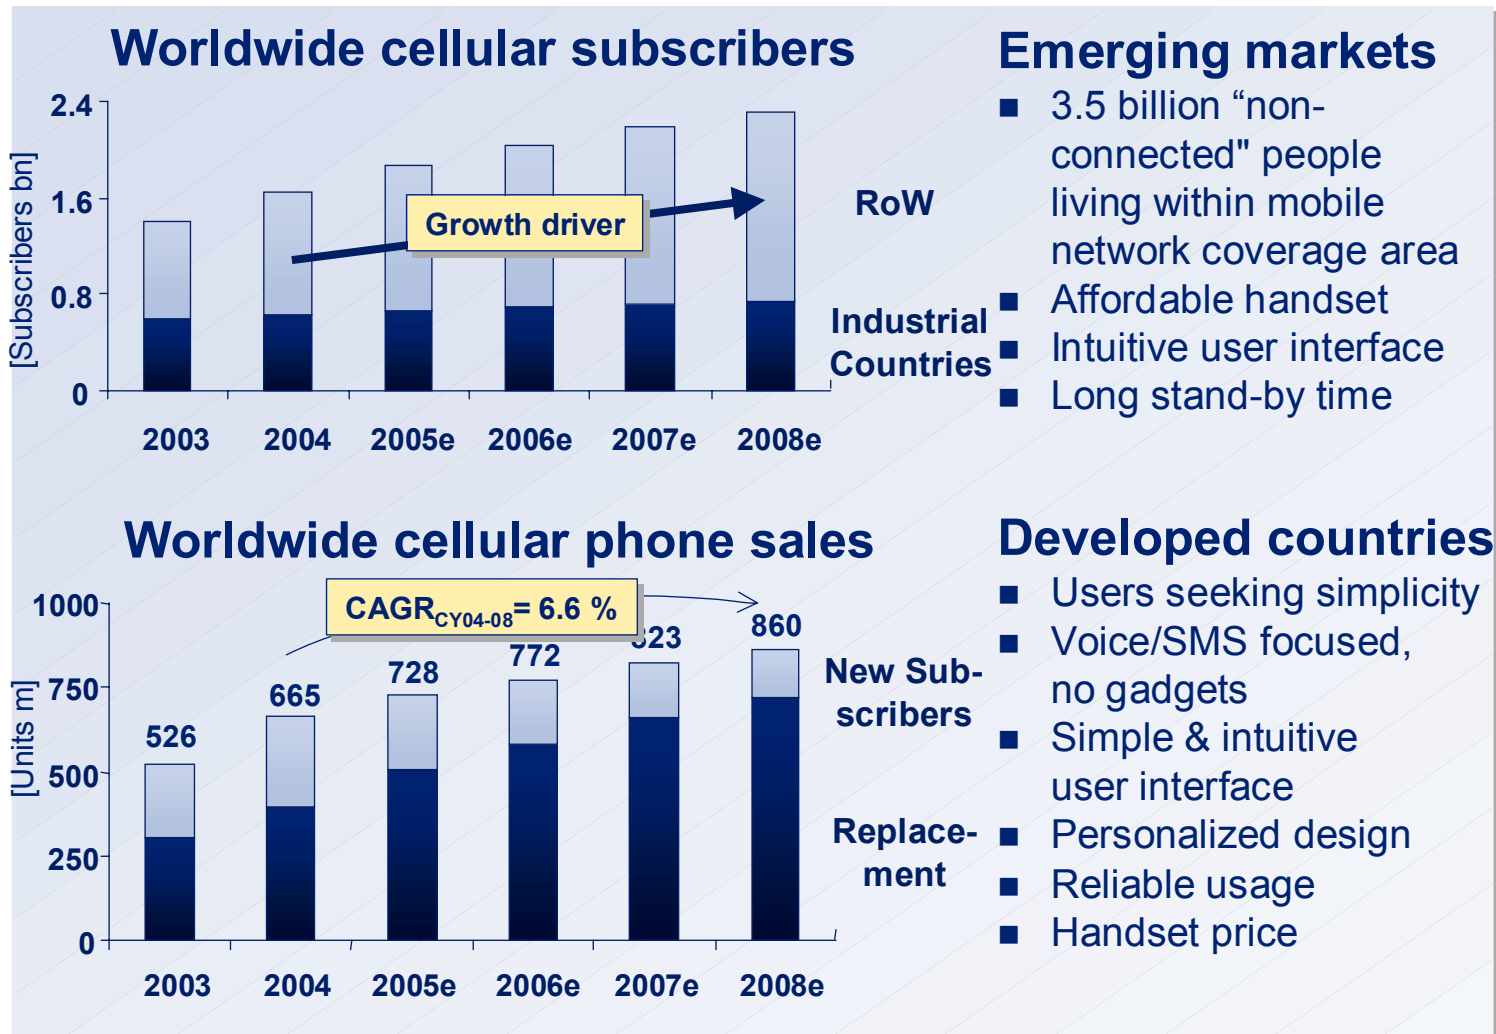 Worldwide cellular subscribers
[Subscribers bn]
2.4
1.6
0.8
0
Growth driver
RoW
Industrial
Countries
2003 2004 2005e 2006e 2007e 2008e
Emerging markets
■ 3.5 billion “non-
connected" people
living within mobile
network coverage area
■ Affordable handset
■ Intuitive user interface
■ Long stand-by time
Worldwide cellular phone sales
[Units m]
1000
750
500
250
0
CAGRCY04-08= 6.6 %
526 665 728 772 823 860
New Sub-
scribers
Replace-
ment
2003 2004 2005e 2006e 2007e 2008e
Developed countries
■ Users seeking simplicity
■ Voice/SMS focused,
no gadgets
■ Simple & intuitive
user interface
■ Personalized design
■ Reliable usage
■ Handset price